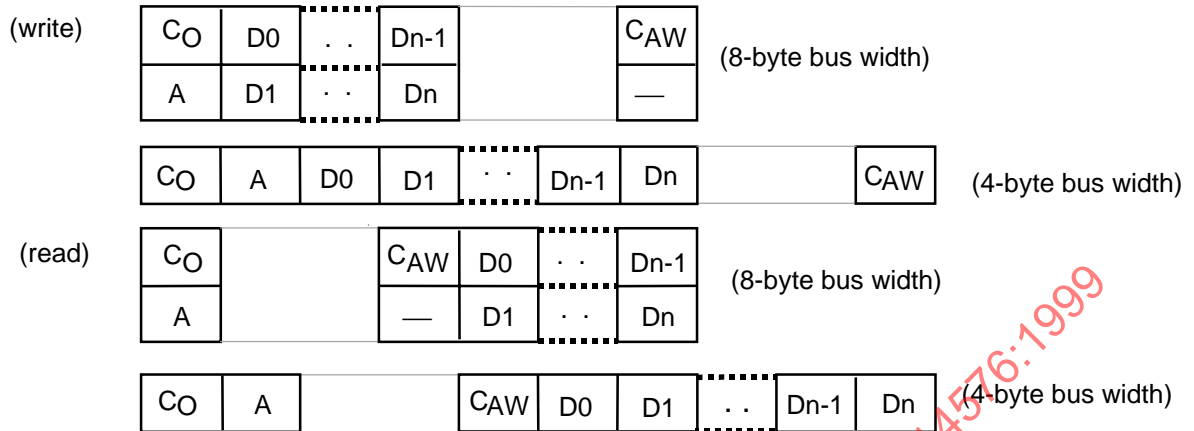 (write) CO D0 . . Dn-1 CAW (8-byte bus width)
A D1 . . Dn —
CO A D0 D1 . . Dn-1 Dn CAW (4-byte bus width)
(read) CO CAW D0 . . Dn-1 (8-byte bus width)
A — D1 . . Dn
CO A CAW D0 D1 . . Dn-1 Dn (4-byte bus width)
14576:1999